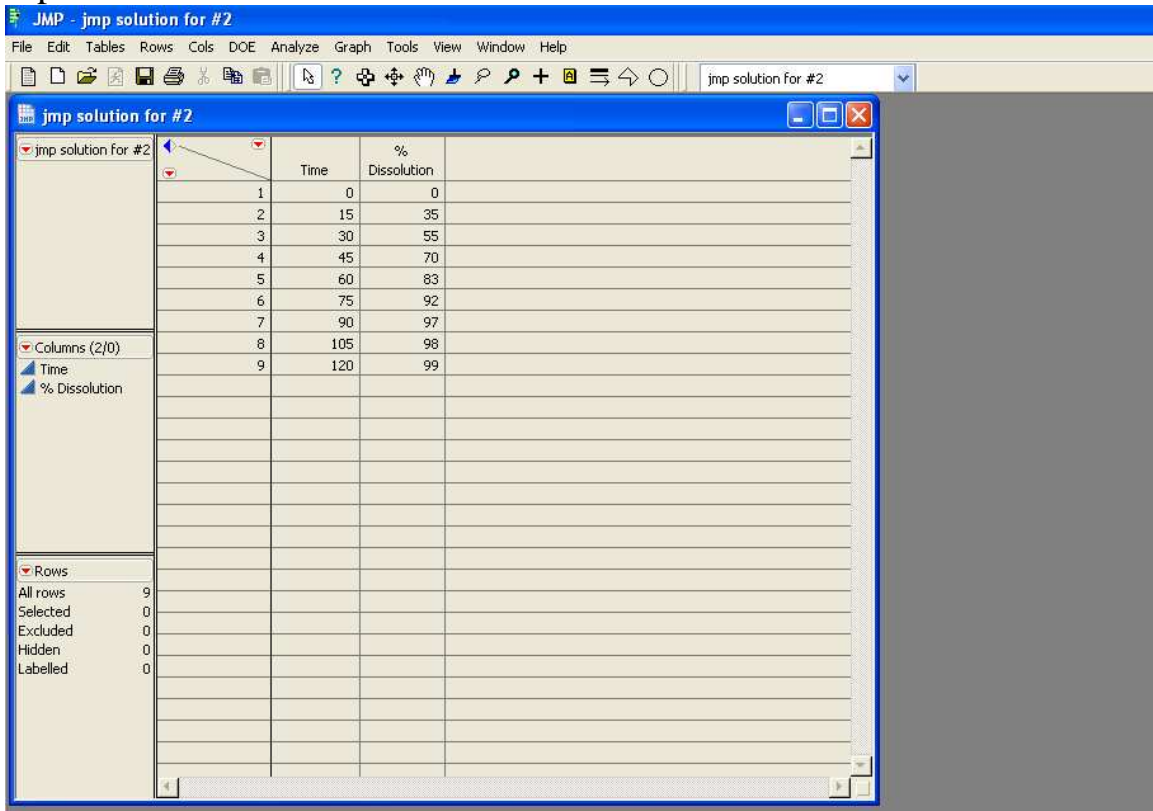 JMP - jmp solution for #2
File Edit Tables Rows Cols DOE Analyze Graph Tools View Window Help
jmp solution for #2
jmp solution for #2
jmp solution for #2
Time % Dissolution
1 0 0
2 15 35
3 30 55
4 45 70
5 60 83
6 75 92
7 90 97
8 105 98
9 120 99
Columns (2/0)
Time
% Dissolution
Rows
All rows 9
Selected 0
Excluded 0
Hidden 0
Labelled 0